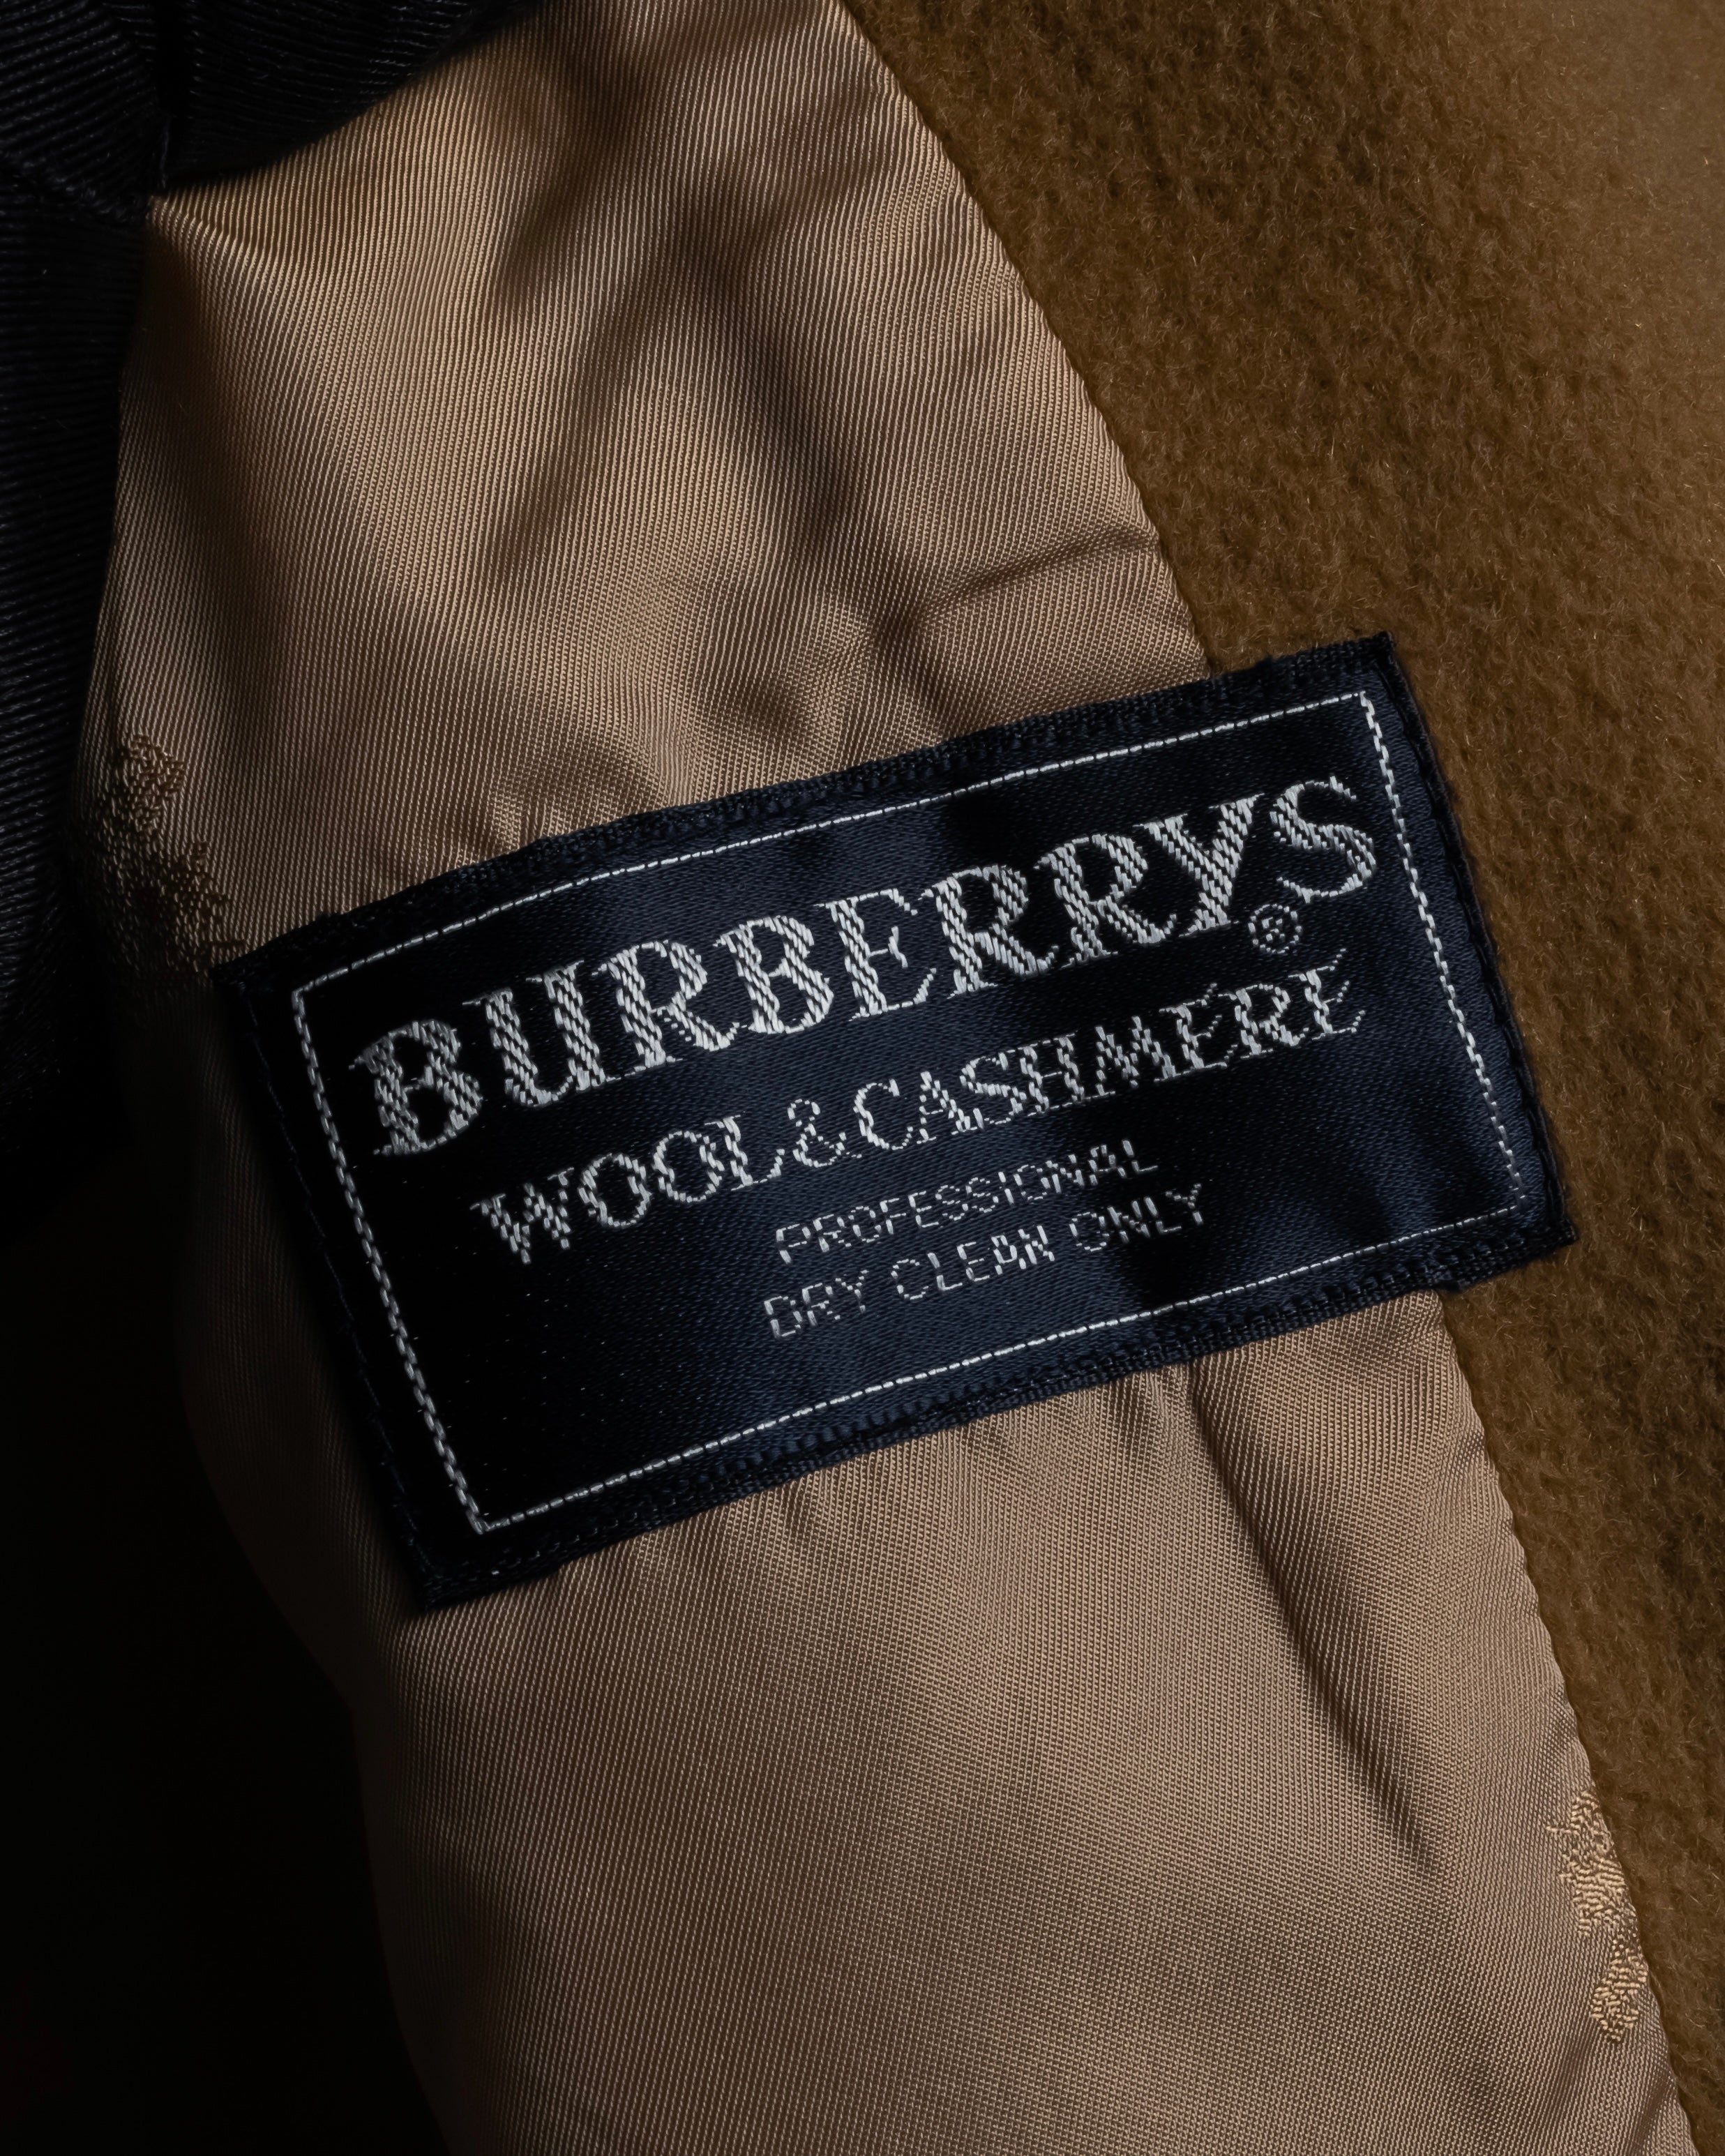 BURBERRYS®
WOOL&CASHMERE
PROFESSIONAL
DRY CLEAN ONLY